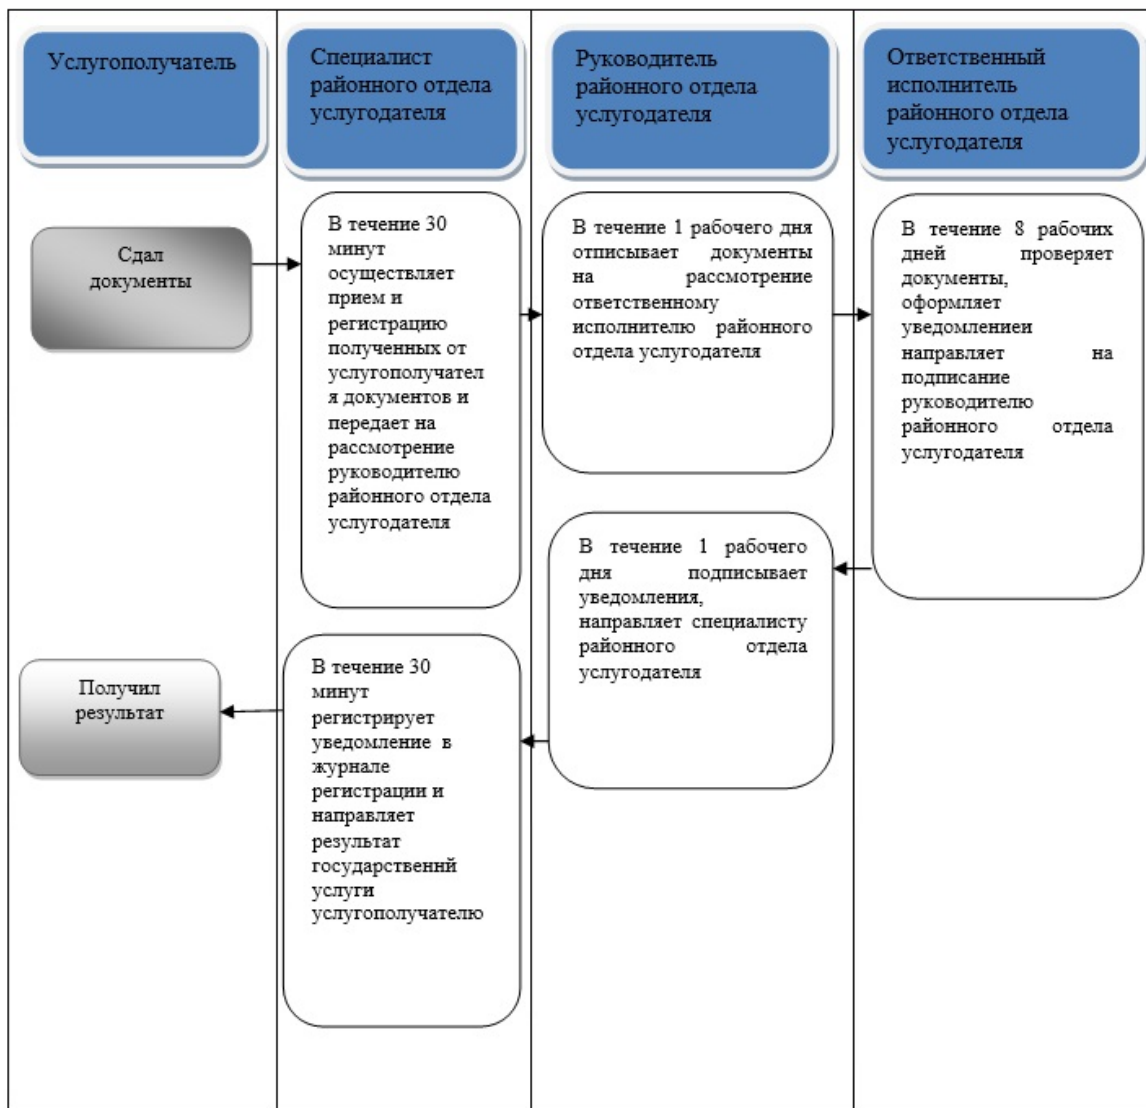 Услугополучатель
Специалист
районного отдела
услугодателя
Руководитель
районного отдела
услугодателя
Ответственный
исполнитель
районного отдела
услугодателя
Сдал
документы
В течение 30
минут
осуществляет
прием и
регистрацию
полученных от
услугополучател
я документов и
передает на
рассмотрение
руководителю
районного отдела
услугодателя
В течение 1 рабочего дня
отписывает документы
на рассмотрение
ответственному
исполнителю районного
отдела услугодателя
В течение 8 рабочих
дней проверяет
документы,
оформляет
уведомлениеи
направляет на
подписание
руководителю
районного отдела
услугодателя
В течение 1 рабочего
дня подписывает
уведомления,
направляет специалисту
районного отдела
услугодателя
В течение 30
минут
регистрирует
уведомление в
журнале
регистрации и
направляет
результат
государственнй
услуги
услугополучателю
Получил
результат